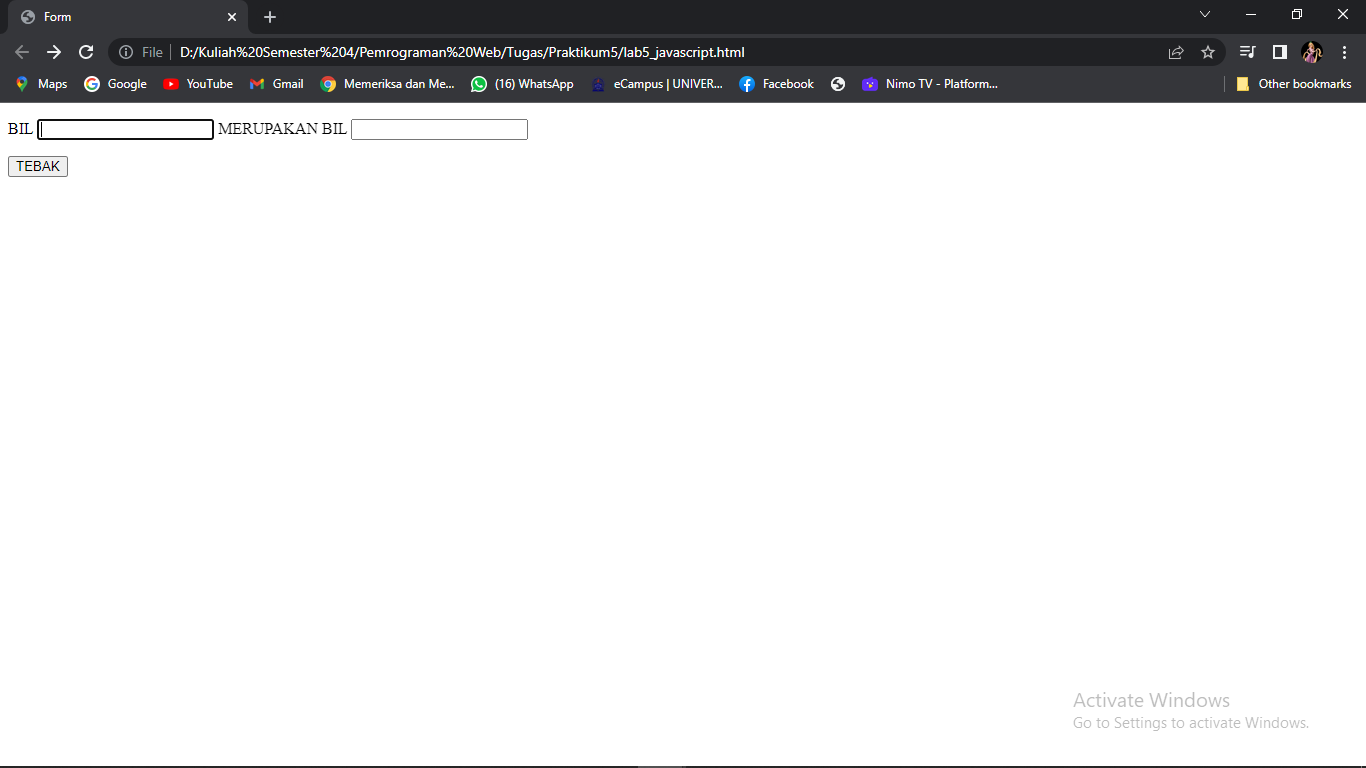 Form
File D:/Kuliah%20Semester%204/Pemrograman%20Web/Tugas/Praktikum5/lab5_javascript.html
Maps Google YouTube Gmail Memeriksa dan Me... (16) WhatsApp eCampus | UNIVER... Facebook Nimo TV - Platform... Other bookmarks
BIL MERUPAKAN BIL
TEBAK
Activate Windows
Go to Settings to activate Windows.